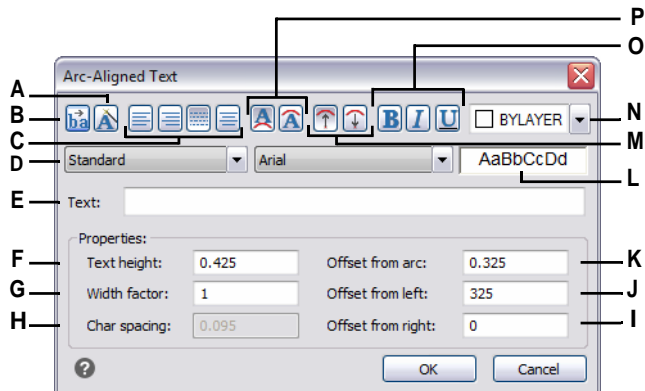 P
O
Arc-Aligned Text
A
B
C
D
ba A A A B I U BYLAYER
N
M
Standard Arial AaBbCcDd
L
E Text:
Properties:
F Text height: 0.425 Offset from arc: 0.325 K
G Width factor: 1 Offset from left: 325 J
H Char spacing: 0.095 Offset from right: 0 I
? OK Cancel